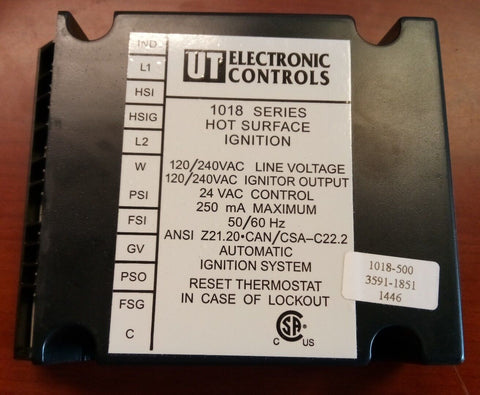 IND
L1
HSI
HSIG
L2
W
PSI
FSI
GV
PSO
FSG
C
UT ELECTRONIC
CONTROLS
1018 SERIES
HOT SURFACE
IGNITION
120/240VAC LINE VOLTAGE
120/240VAC IGNITOR OUTPUT
24 VAC CONTROL
250 mA MAXIMUM
50/60 Hz
ANSI Z21.20•CAN/CSA–C22.2
AUTOMATIC
IGNITION SYSTEM
RESET THERMOSTAT
IN CASE OF LOCKOUT
CSA
C US
1018-500
3591-1851
1446